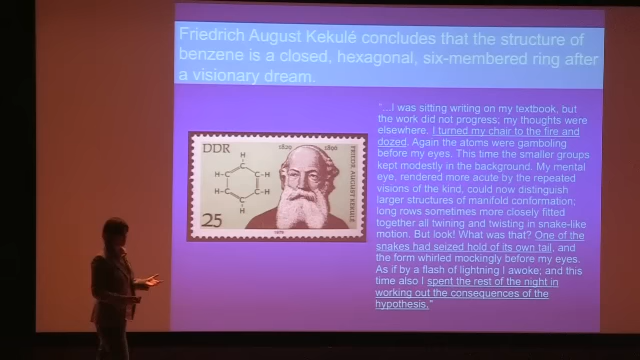 Friedrich August Kekulé concludes that the structure of
benzene is a closed, hexagonal, six-membered ring after
a visionary dream.
"...I was sitting writing on my textbook, but
the work did not progress; my thoughts were
elsewhere. I turned my chair to the fire and
dozed. Again the atoms were gamboling
before my eyes. This time the smaller groups
kept modestly in the background. My mental
eye, rendered more acute by the repeated
visions of the kind, could now distinguish
larger structures of manifold conformation;
long rows sometimes more closely fitted
together all twining and twisting in snake-like
motion. But look! What was that? One of the
snakes had seized hold of its own tail, and
the form whirled mockingly before my eyes.
As if by a flash of lightning I awoke; and this
time also I spent the rest of the night in
working out the consequences of the
hypothesis."
DDR
1829 1896
FRIEDR. AUGUST KEKULE
H
H-C C-H
H-C C-H
H
25
1979